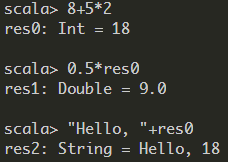 scala> 8+5*2
res0: Int = 18
scala> 0.5*res0
res1: Double = 9.0
scala> "Hello, "+res0
res2: String = Hello, 18